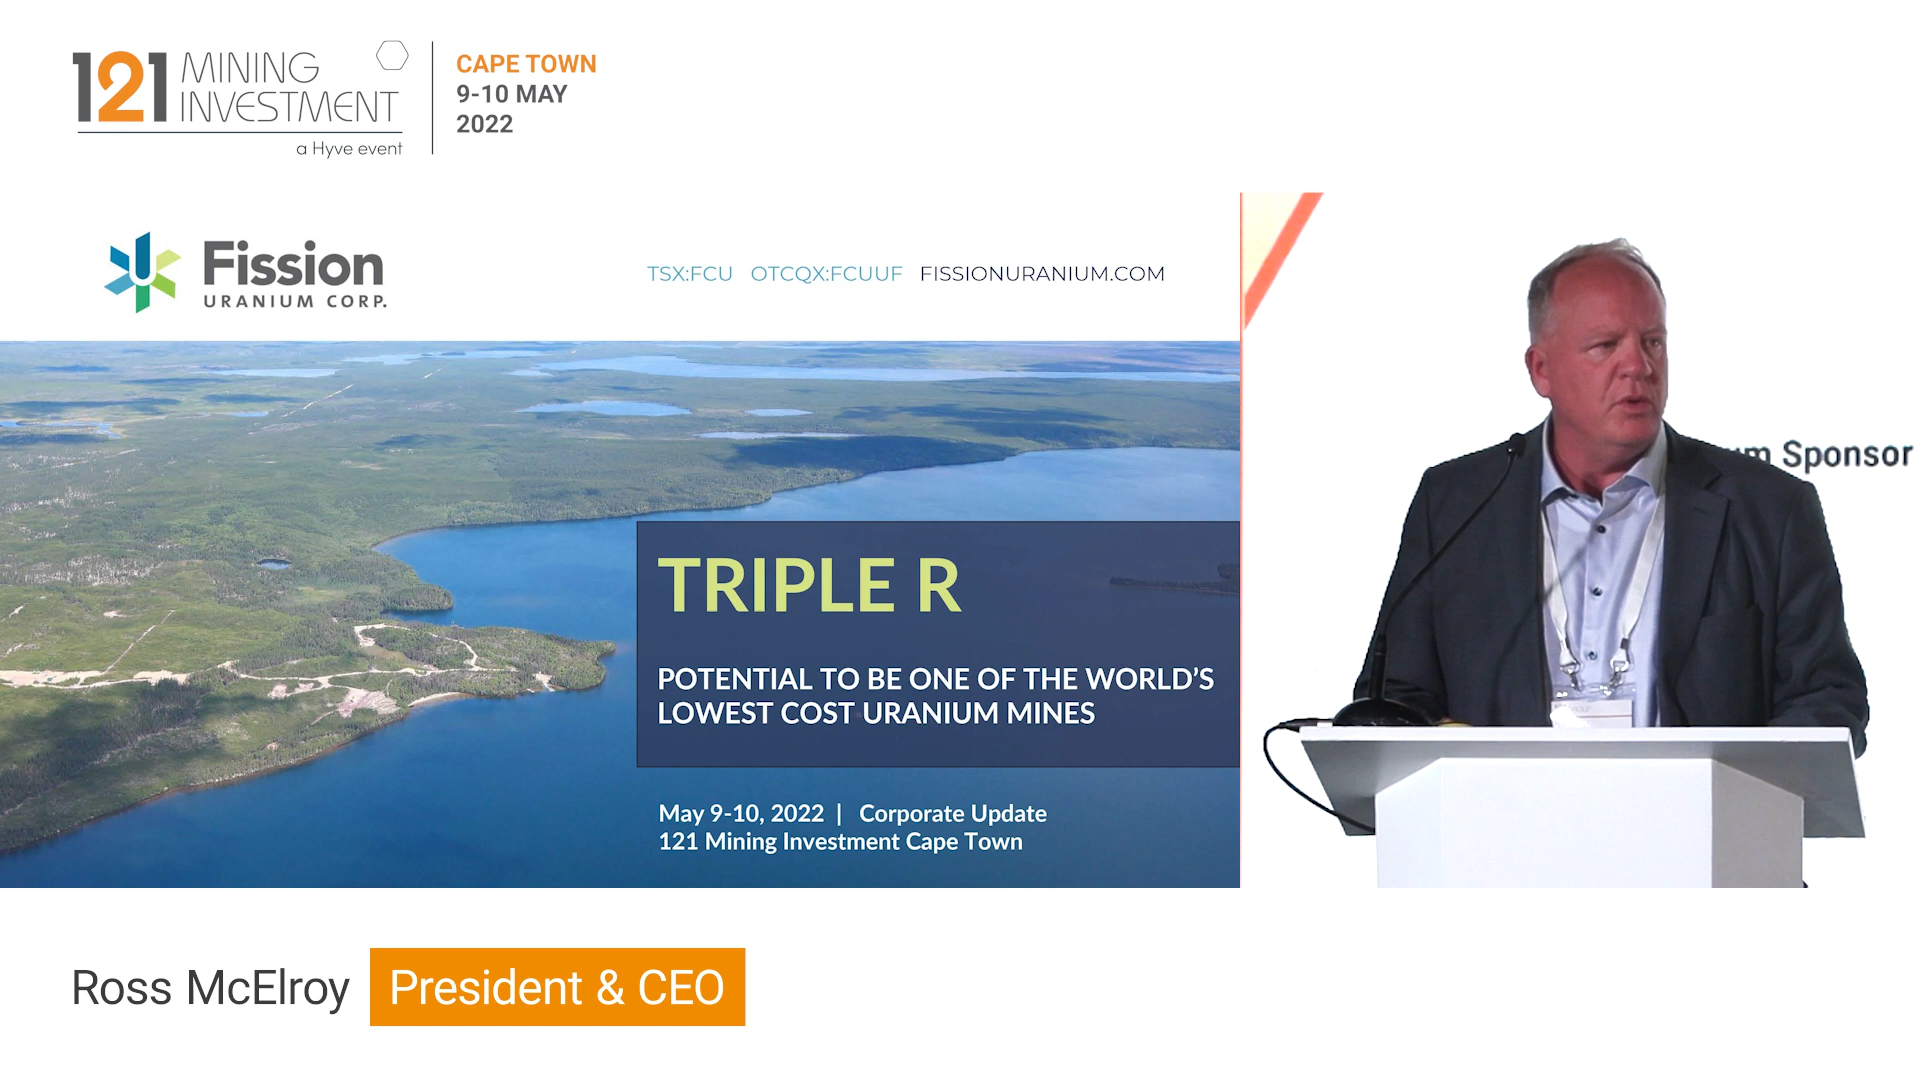 121 MINING INVESTMENT
a Hyve event
CAPE TOWN
9-10 MAY
2022
Fission
URANIUM CORP.
TSX:FCU OTCQX:FCUUF FISSIONURANIUM.COM
TRIPLE R
POTENTIAL TO BE ONE OF THE WORLD'S
LOWEST COST URANIUM MINES
May 9-10, 2022 | Corporate Update
121 Mining Investment Cape Town
Sponsor
Ross McElroy President & CEO